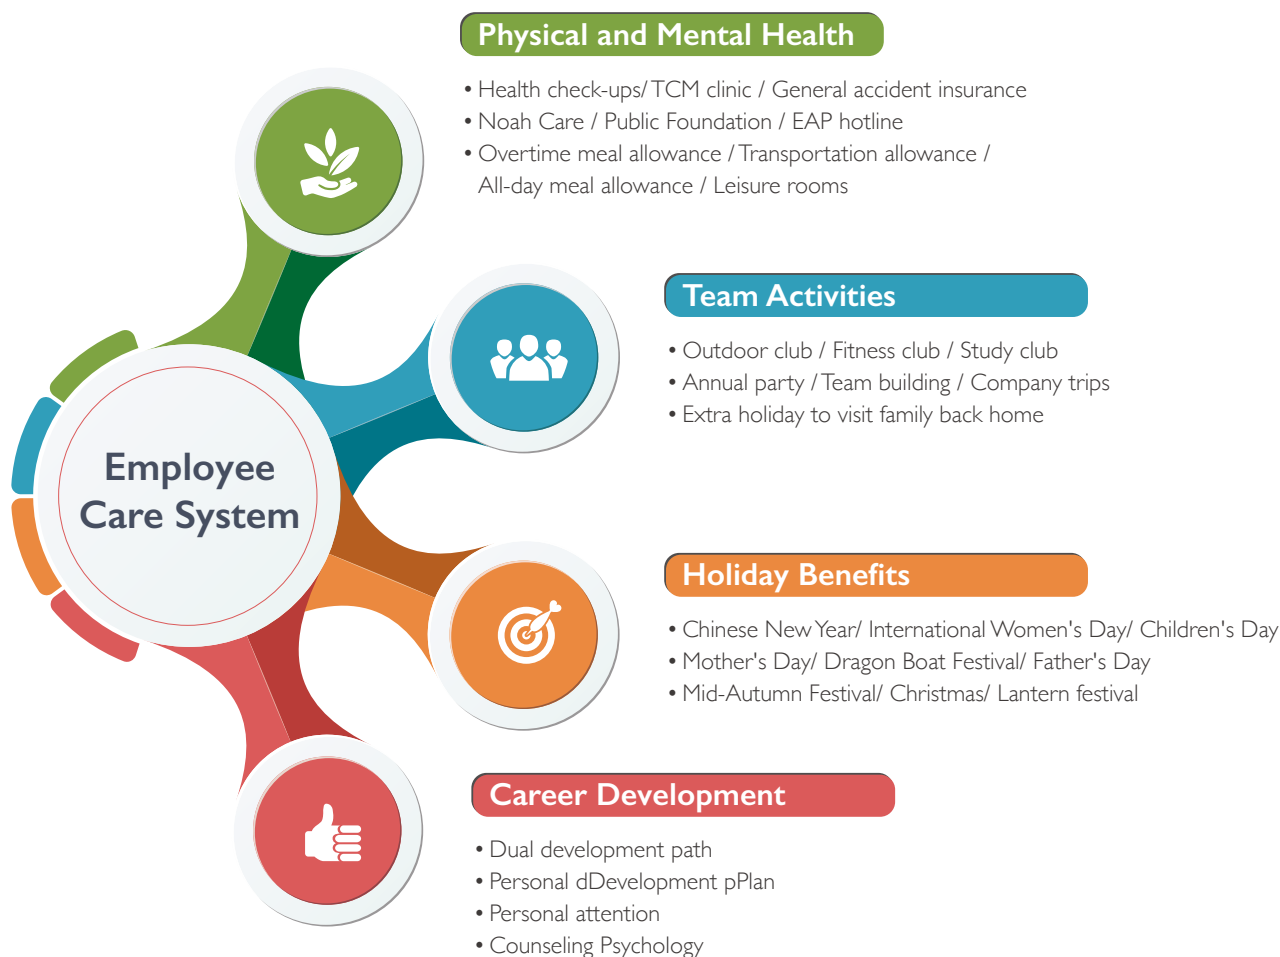 Physical and Mental Health
• Health check-ups/ TCM clinic / General accident insurance
• Noah Care / Public Foundation / EAP hotline
• Overtime meal allowance / Transportation allowance /
All-day meal allowance / Leisure rooms
Team Activities
• Outdoor club / Fitness club / Study club
• Annual party / Team building / Company trips
• Extra holiday to visit family back home
Employee
Care System
Holiday Benefits
• Chinese New Year/ International Women's Day/ Children's Day
• Mother's Day/ Dragon Boat Festival/ Father's Day
• Mid-Autumn Festival/ Christmas/ Lantern festival
Career Development
• Dual development path
• Personal dDevelopment pPlan
• Personal attention
• Counseling Psychology